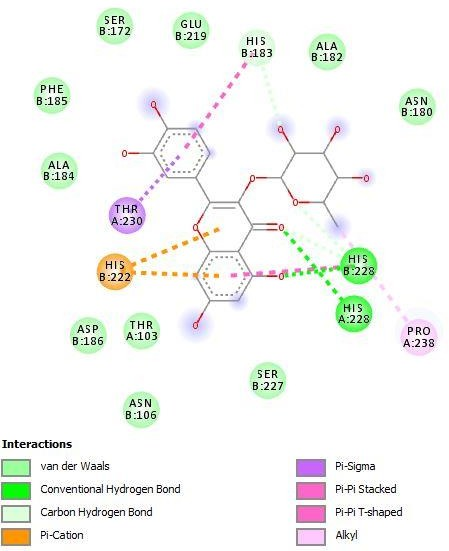 SER
B:172
GLU
B:219
HIS
B:183
ALA
B:182
PHE
B:185
ASN
B:180
ALA
B:184
THR
A:230
HIS
B:222
HIS
B:228
HIS
A:228
PRO
A:238
ASP
B:186
THR
A:103
SER
B:227
ASN
B:106
O
O
O
O
O
O
O
O
O
O
O
Interactions
van der Waals
Conventional Hydrogen Bond
Carbon Hydrogen Bond
Pi-Cation
Pi-Sigma
Pi-Pi Stacked
Pi-Pi T-shaped
Alkyl